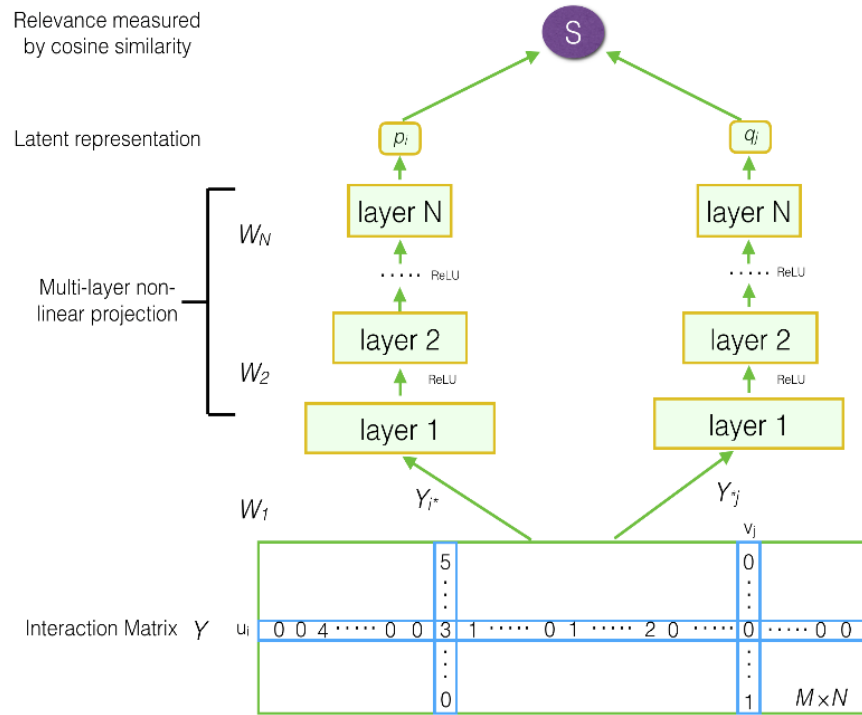 Relevance measured
by cosine similarity
S
Latent representation
pᵢ
qⱼ
layer N
layer N
W_N
····· ReLU
····· ReLU
Multi-layer non-
linear projection
layer 2
layer 2
W₂
ReLU
ReLU
layer 1
layer 1
Yᵢ*
Y*ⱼ
W₁
vⱼ
5
0
Interaction Matrix Y uᵢ 0 0 4 ····· 0 0 3 1 ····· 0 1 ····· 2 0 ····· 0 ····· 0 0
0
1
M×N